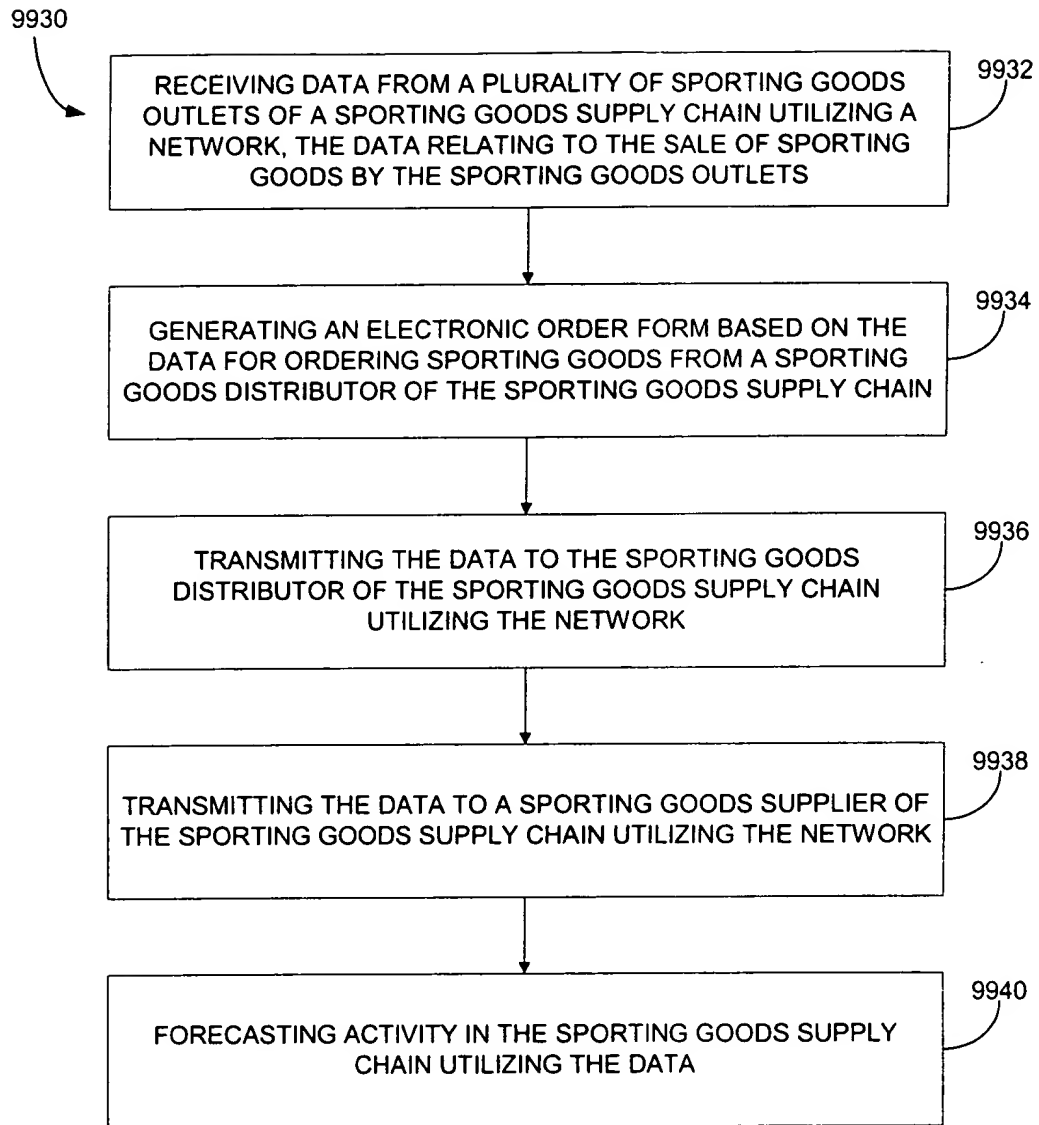 9930
RECEIVING DATA FROM A PLURALITY OF SPORTING GOODS
OUTLETS OF A SPORTING GOODS SUPPLY CHAIN UTILIZING A
NETWORK, THE DATA RELATING TO THE SALE OF SPORTING
GOODS BY THE SPORTING GOODS OUTLETS
9932
GENERATING AN ELECTRONIC ORDER FORM BASED ON THE
DATA FOR ORDERING SPORTING GOODS FROM A SPORTING
GOODS DISTRIBUTOR OF THE SPORTING GOODS SUPPLY CHAIN
9934
TRANSMITTING THE DATA TO THE SPORTING GOODS
DISTRIBUTOR OF THE SPORTING GOODS SUPPLY CHAIN
UTILIZING THE NETWORK
9936
TRANSMITTING THE DATA TO A SPORTING GOODS SUPPLIER OF
THE SPORTING GOODS SUPPLY CHAIN UTILIZING THE NETWORK
9938
FORECASTING ACTIVITY IN THE SPORTING GOODS SUPPLY
CHAIN UTILIZING THE DATA
9940